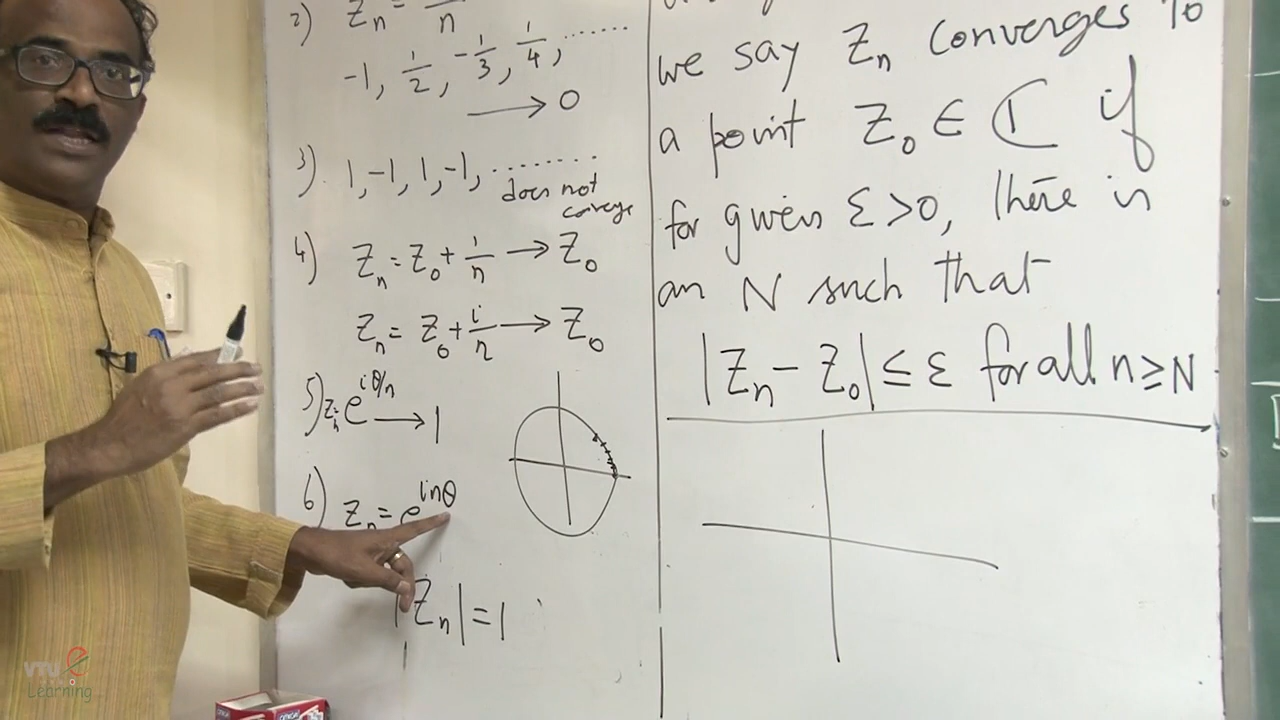 2) Zn = /n
-1, 1/2, -1/3, 1/4, ......
→ 0
3) 1, -1, 1, -1, ........
does not
converge
4) Zn = Z0 + 1/n → Z0
Zn = Z0 + i/n → Z0
5) Zn = e^{iθ/n} → 1
6) Zn = e^{inθ}
|Zn| = 1
we say Zn converges to
a point Z0 ∈ ℂ if
for given ε>0, there is
an N such that
|Zn - Z0| ≤ ε for all n ≥ N
VTU e
Learning